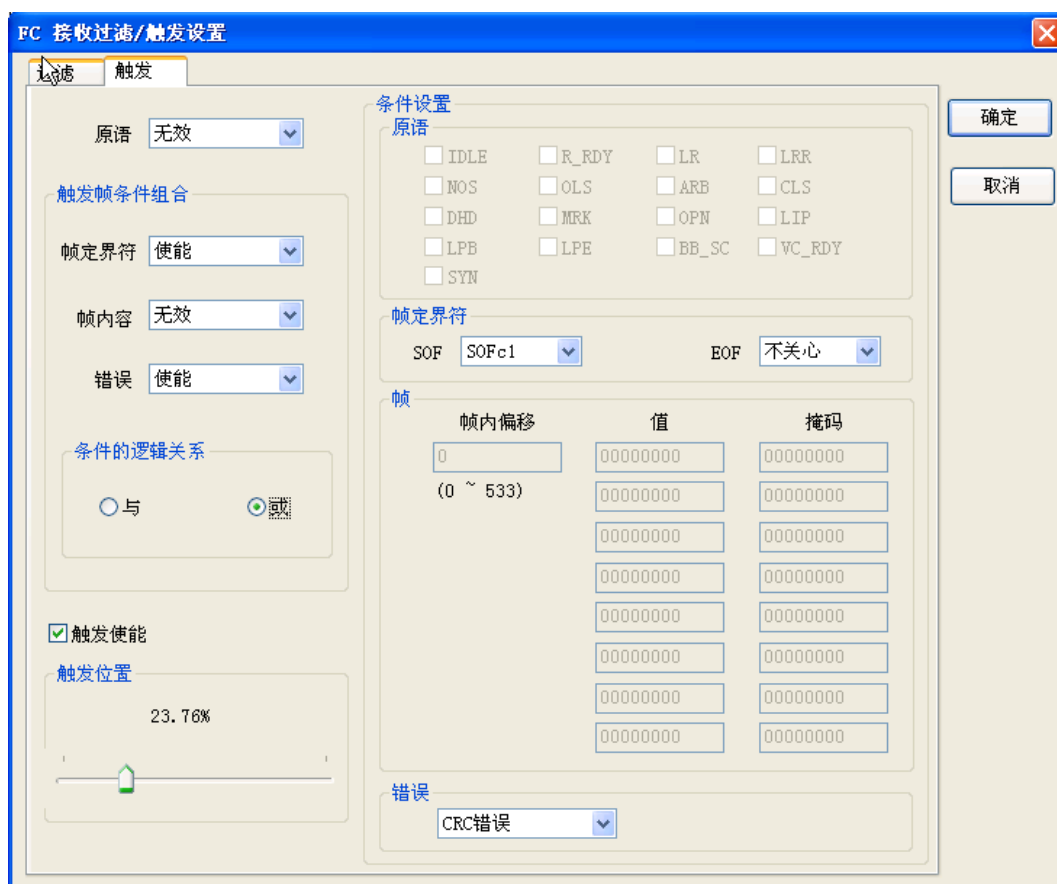 FC 接收过滤/触发设置
过滤 触发
原语 无效
触发帧条件组合
帧定界符 使能
帧内容 无效
错误 使能
条件的逻辑关系
与 或
触发使能
触发位置
23.76%
条件设置
原语
IDLE R_RDY LR LRR
NOS OLS ARB CLS
DHD MRK OPN LIP
LPB LPE BB_SC VC_RDY
SYN
帧定界符
SOF SOFc1 EOF 不关心
帧
帧内偏移 值 掩码
0 00000000 00000000
(0 ~ 533) 00000000 00000000
00000000 00000000
00000000 00000000
00000000 00000000
00000000 00000000
00000000 00000000
00000000 00000000
错误
CRC错误
确定
取消